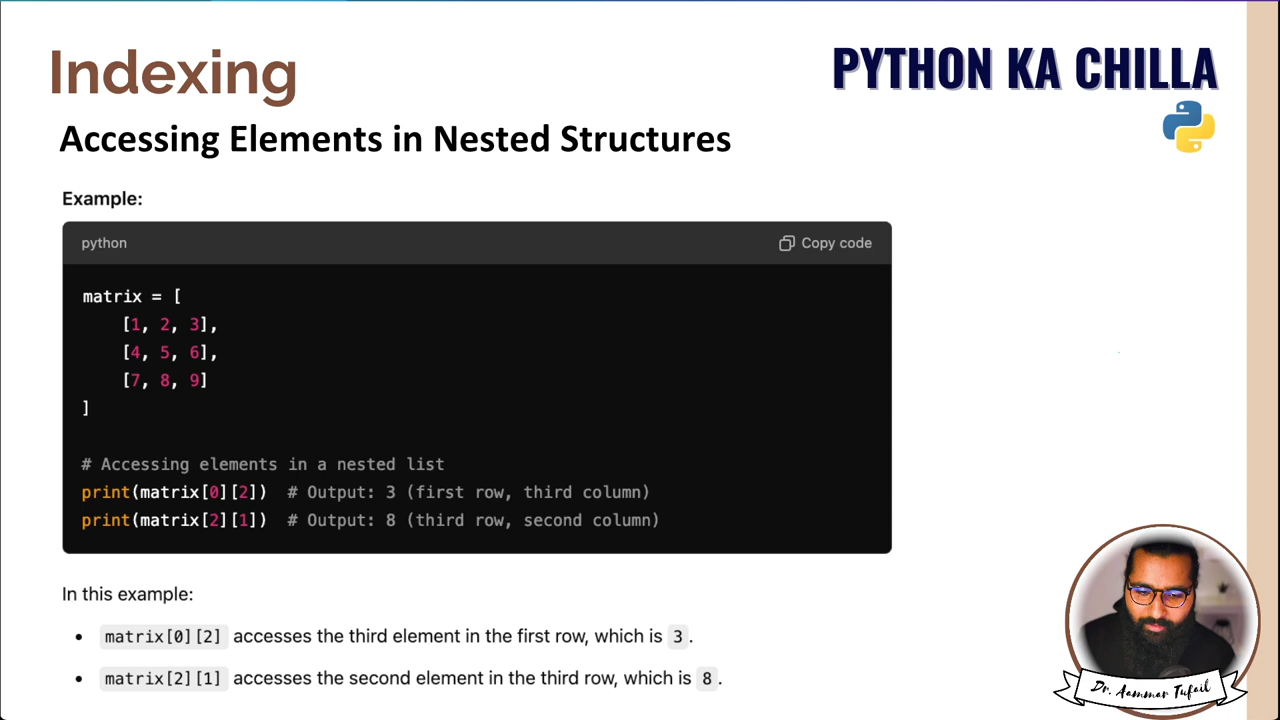 Indexing
PYTHON KA CHILLA
Accessing Elements in Nested Structures
Example:
python
Copy code
matrix = [
    [1, 2, 3],
    [4, 5, 6],
    [7, 8, 9]
]
# Accessing elements in a nested list
print(matrix[0][2])  # Output: 3 (first row, third column)
print(matrix[2][1])  # Output: 8 (third row, second column)
In this example:
• matrix[0][2] accesses the third element in the first row, which is 3.
• matrix[2][1] accesses the second element in the third row, which is 8.
Dr. Aammar Tufail